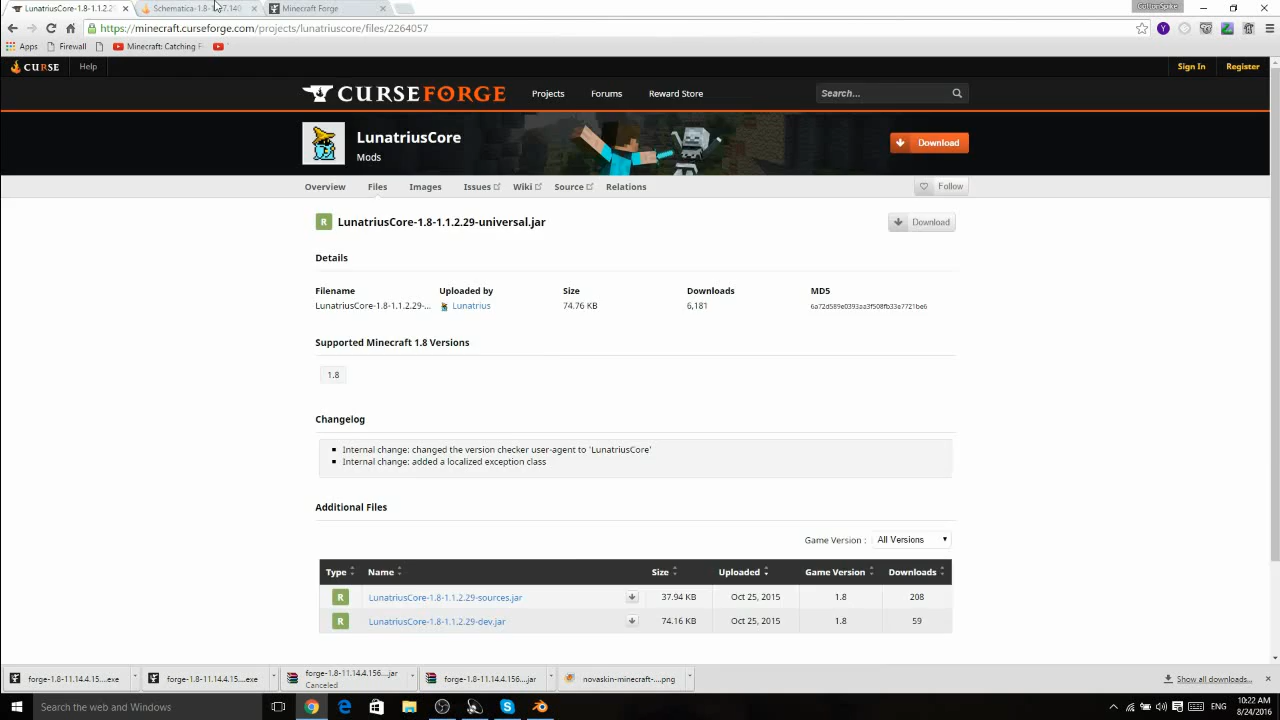 LunatriusCore-1.8-1.1.2.29
Schematica-1.8-
7.140
Minecraft Forge
CottonSpike
https://minecraft.curseforge.com/projects/lunatriuscore/files/2264057
Apps
Firewall
Minecraft: Catching F
CURSE
Help
Sign In
Register
CURSEFORGE
Projects
Forums
Reward Store
Search...
LunatriusCore
Mods
Download
Overview
Files
Images
Issues
Wiki
Source
Relations
Follow
R
LunatriusCore-1.8-1.1.2.29-universal.jar
Download
Details
Filename
Uploaded by
Size
Downloads
MD5
LunatriusCore-1.8-1.1.2.29-...
Lunatrius
74.76 KB
6,181
6a72d589e0393aa3f508fb33e7721be6
Supported Minecraft 1.8 Versions
1.8
Changelog
Internal change: changed the version checker user-agent to 'LunatriusCore'
Internal change: added a localized exception class
Additional Files
Game Version :
All Versions
Type
Name
Size
Uploaded
Game Version
Downloads
R
LunatriusCore-1.8-1.1.2.29-sources.jar
37.94 KB
Oct 25, 2015
1.8
208
R
LunatriusCore-1.8-1.1.2.29-dev.jar
74.16 KB
Oct 25, 2015
1.8
59
forge-1.8-11.14.4.15....exe
forge-1.8-11.14.4.15....exe
forge-1.8-11.14.4.156....jar
Canceled
forge-1.8-11.14.4.156....jar
novaskin-minecraft-....png
Show all downloads...
Search the web and Windows
ENG
10:22 AM
8/24/2016